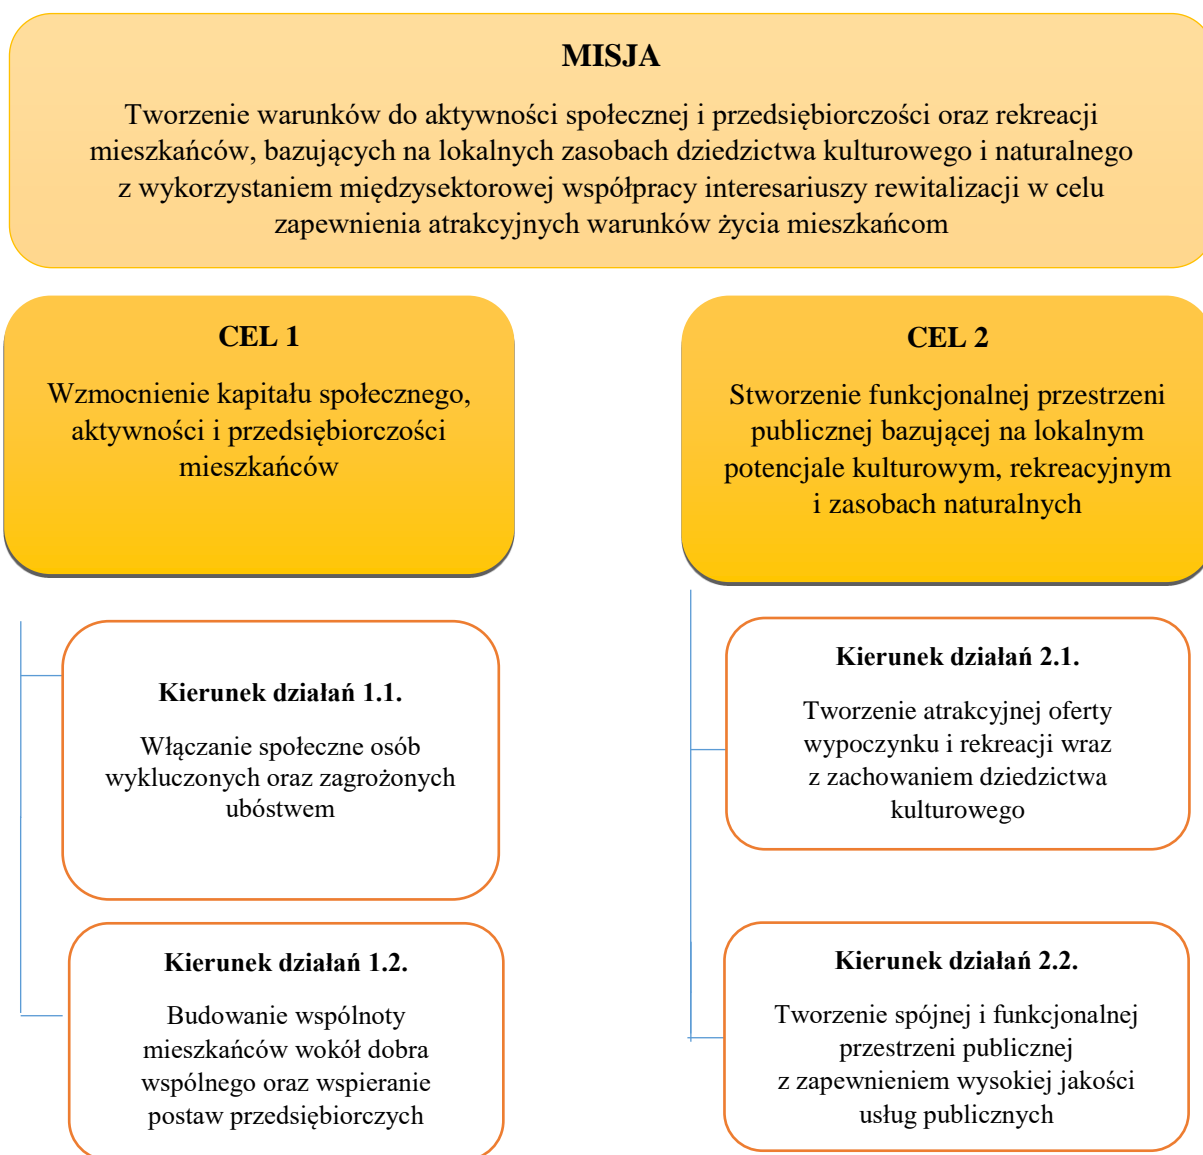 MISJA
Tworzenie warunków do aktywności społecznej i przedsiębiorczości oraz rekreacji
mieszkańców, bazujących na lokalnych zasobach dziedzictwa kulturowego i naturalnego
z wykorzystaniem międzysektorowej współpracy interesariuszy rewitalizacji w celu
zapewnienia atrakcyjnych warunków życia mieszkańcom
CEL 1
Wzmocnienie kapitału społecznego,
aktywności i przedsiębiorczości
mieszkańców
CEL 2
Stworzenie funkcjonalnej przestrzeni
publicznej bazującej na lokalnym
potencjale kulturowym, rekreacyjnym
i zasobach naturalnych
Kierunek działań 1.1.
Włączanie społeczne osób
wykluczonych oraz zagrożonych
ubóstwem
Kierunek działań 1.2.
Budowanie wspólnoty
mieszkańców wokół dobra
wspólnego oraz wspieranie
postaw przedsiębiorczych
Kierunek działań 2.1.
Tworzenie atrakcyjnej oferty
wypoczynku i rekreacji wraz
z zachowaniem dziedzictwa
kulturowego
Kierunek działań 2.2.
Tworzenie spójnej i funkcjonalnej
przestrzeni publicznej
z zapewnieniem wysokiej jakości
usług publicznych